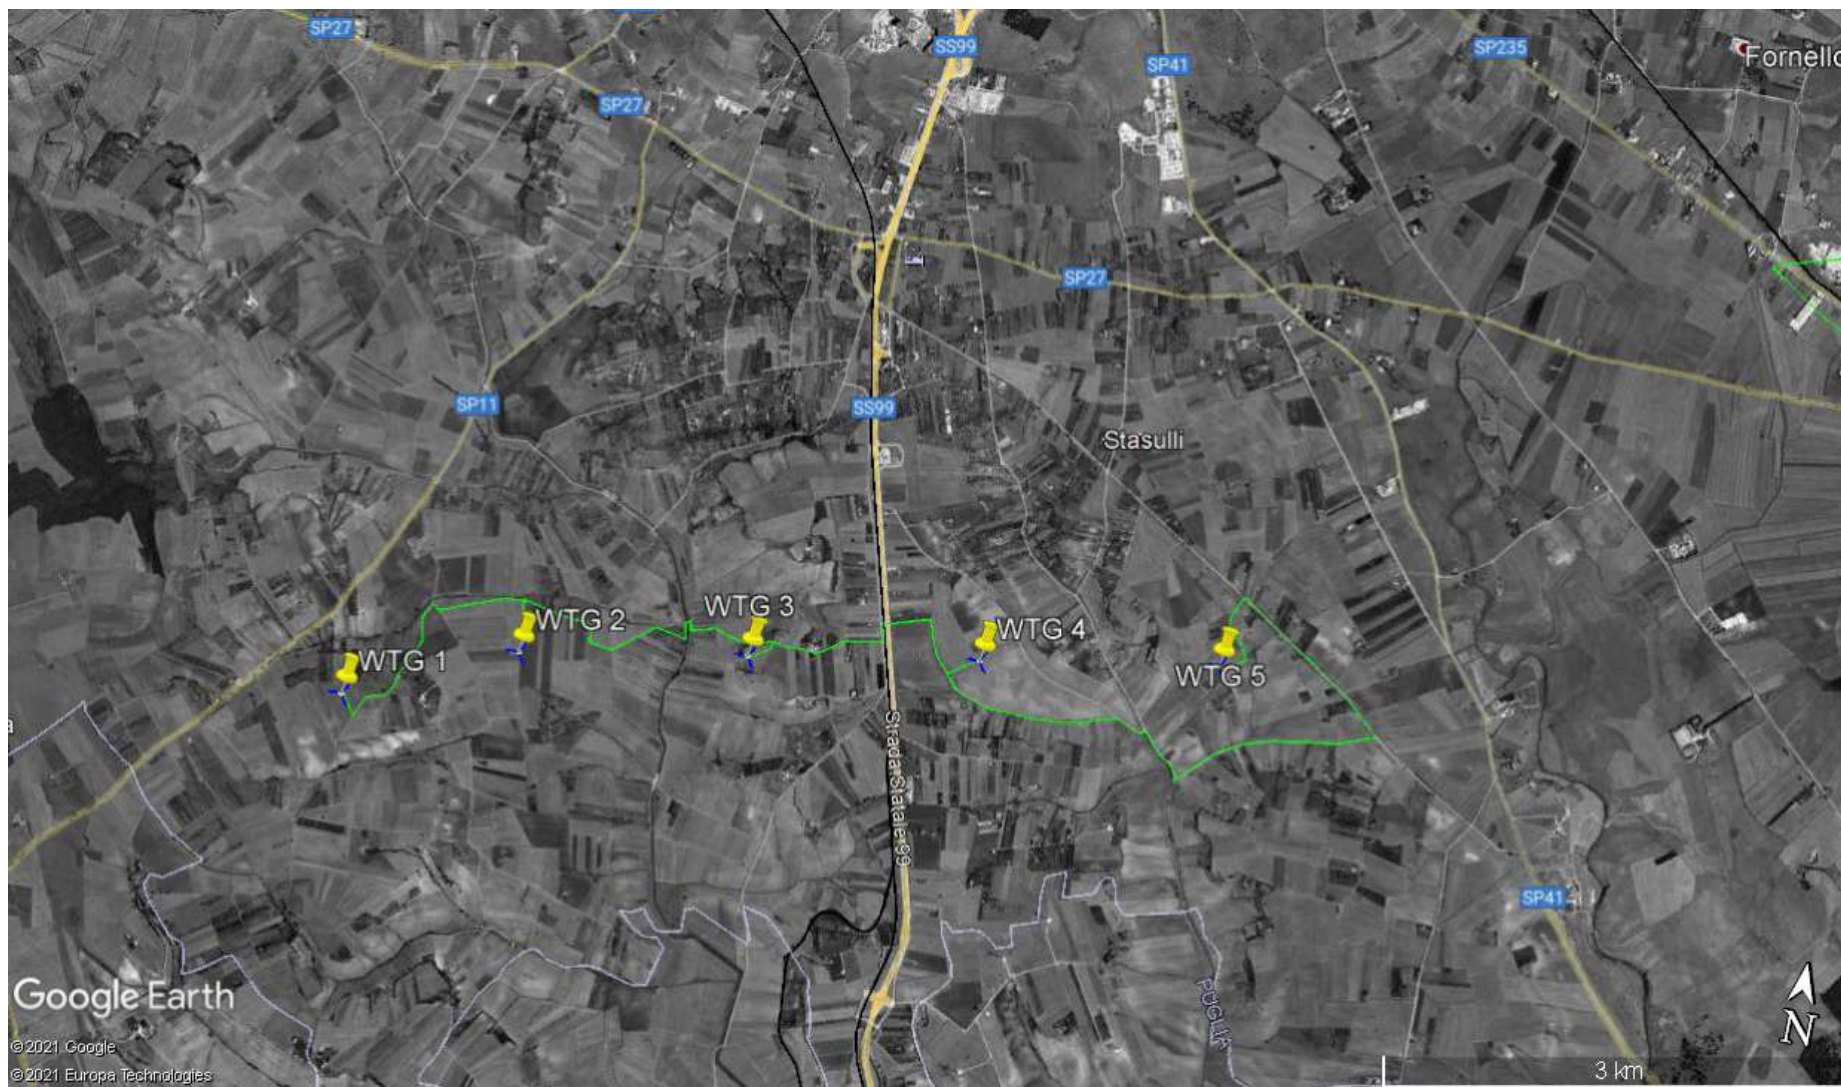 SP27
SS99
SP41
SP235
Fornello
SP27
SP27
SP11
SS99
Stasulli
WTG 1
WTG 2
WTG 3
WTG 4
WTG 5
Strada Statale 99
a
SP41
PUGLIA
Google Earth
N
© 2021 Google
© 2021 Europa Technologies
3 km